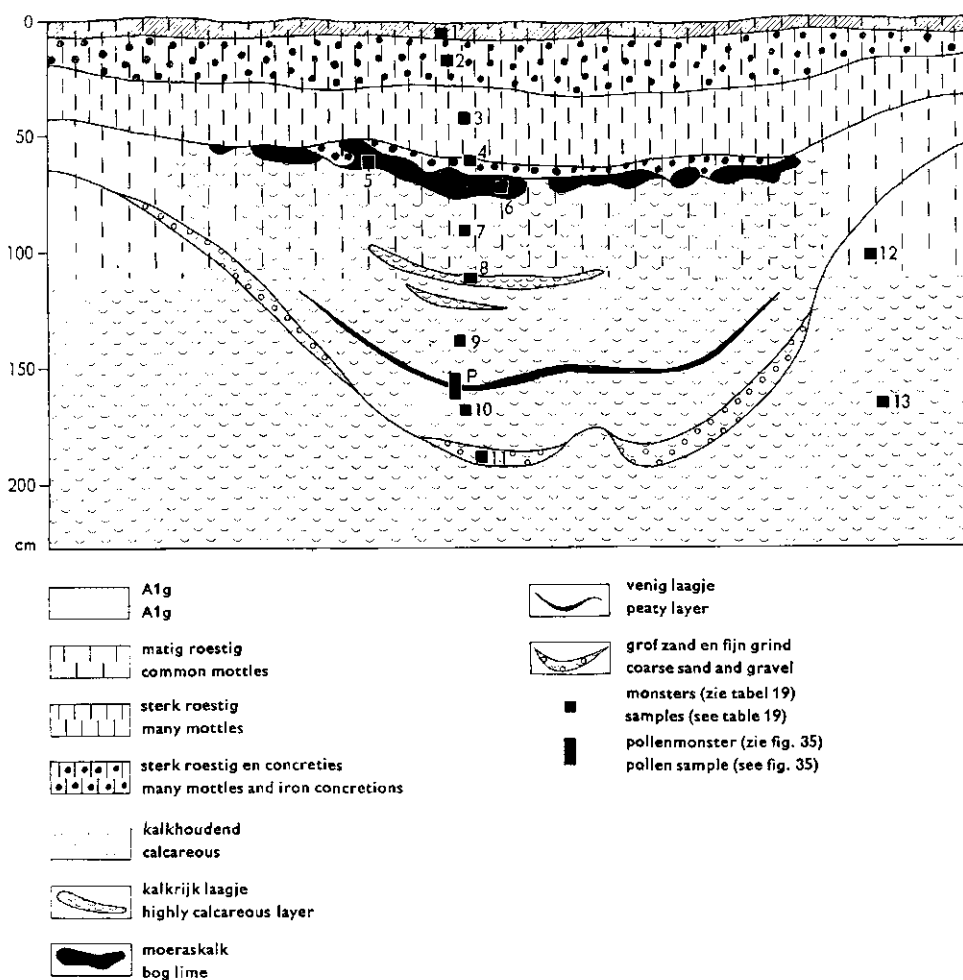 0
1
2
3
50
4
5
6
7
100
8
12
9
150
P
10
13
11
200
cm
A1g
A1g
matig roestig
common mottles
sterk roestig
many mottles
sterk roestig en concreties
many mottles and iron concretions
kalkhoudend
calcareous
kalkrijk laagje
highly calcareous layer
moeraskalk
bog lime
venig laagje
peaty layer
grof zand en fijn grind
coarse sand and gravel
monsters (zie tabel 19)
samples (see table 19)
pollenmonster (zie fig. 35)
pollen sample (see fig. 35)